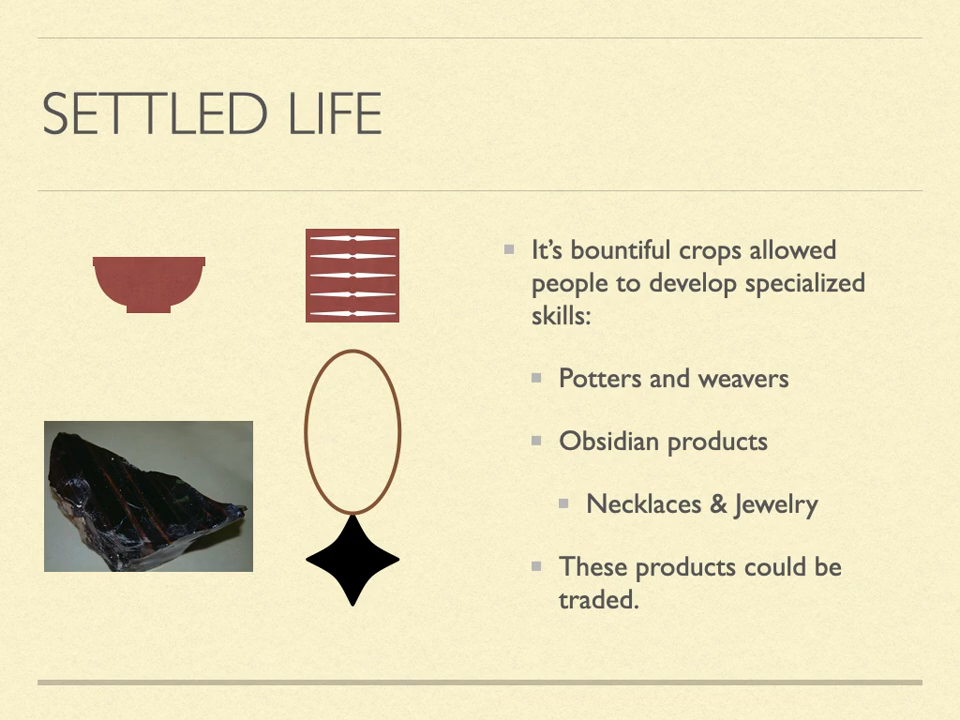 SETTLED LIFE
It’s bountiful crops allowed
people to develop specialized
skills:
Potters and weavers
Obsidian products
Necklaces & Jewelry
These products could be
traded.